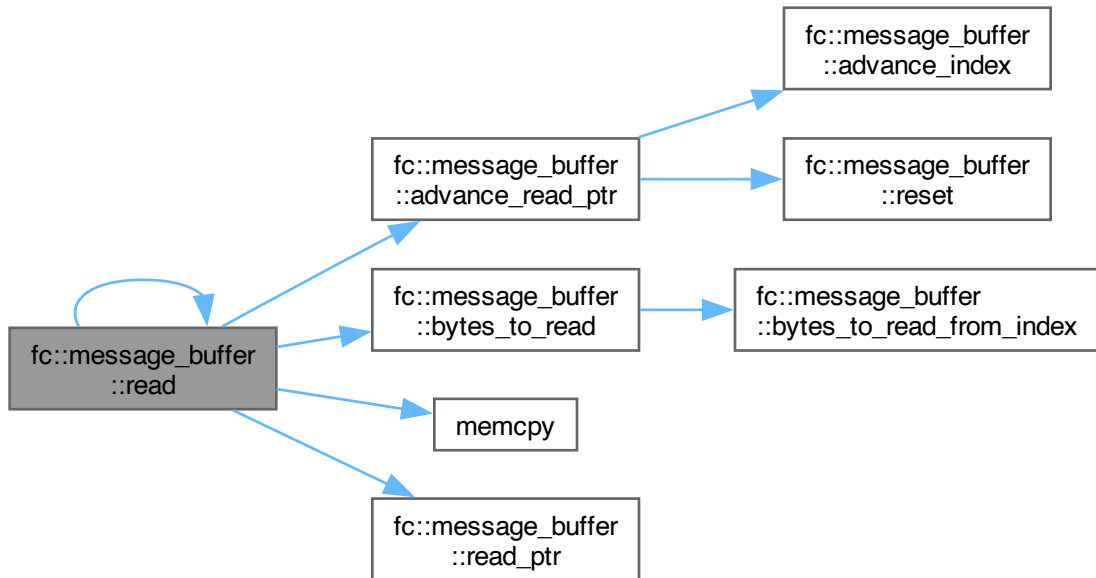 fc::message_buffer
::advance_index
fc::message_buffer
::advance_read_ptr
fc::message_buffer
::reset
fc::message_buffer
::bytes_to_read
fc::message_buffer
::bytes_to_read_from_index
fc::message_buffer
::read
memcpy
fc::message_buffer
::read_ptr